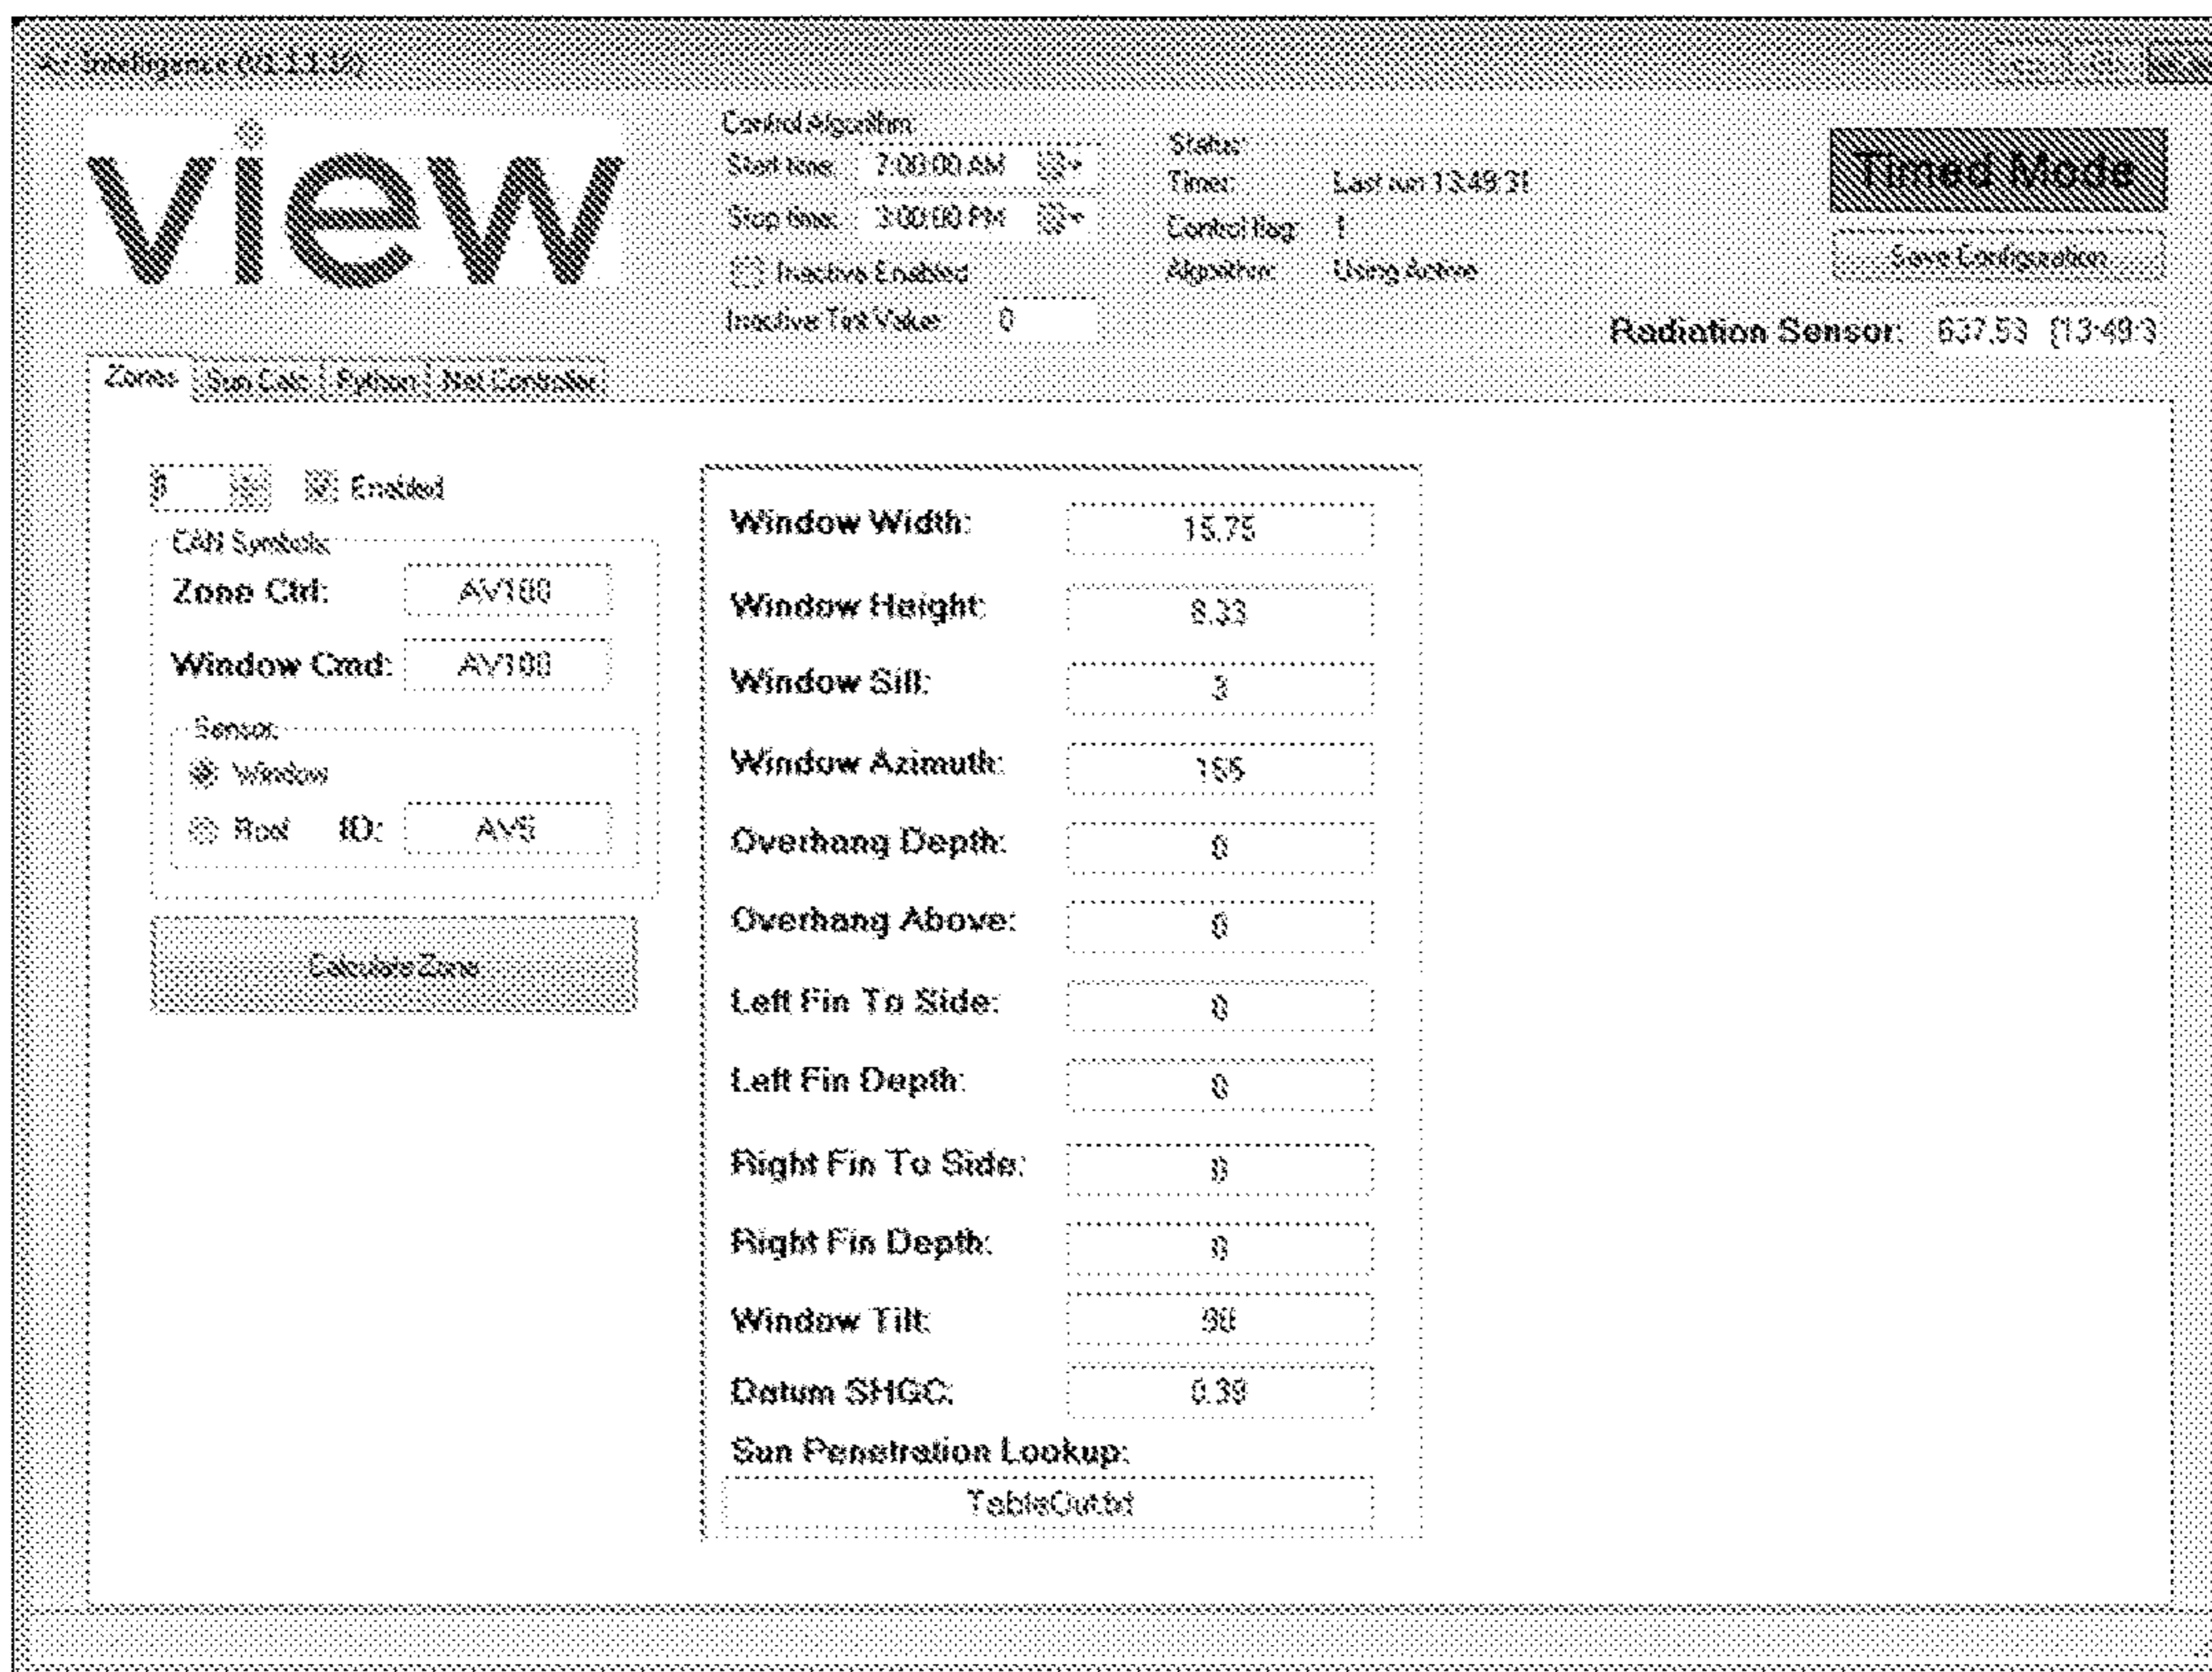 Intelligence
view
Control Algorithm:
Start time: 7:00:00 AM
Stop time: 3:00:00 PM
Inactive Enabled
Inactive Tint Value: 0
Status:
Timer: Last run 13:49:31
Control flag: 1
Algorithm: Using Active
Timed Mode
Save Configuration
Radiation Sensor: 637.53 [13:49:3
Zones Sun Calc Python Net Controller
Enabled
CAN Symbols:
Zone Ctrl: AV100
Window Cmd: AV100
Sensor:
Window
Roof ID: AV5
Calculate Zone
Window Width: 15.75
Window Height: 8.33
Window Sill: 3
Window Azimuth: 155
Overhang Depth: 0
Overhang Above: 0
Left Fin To Side: 0
Left Fin Depth: 0
Right Fin To Side: 0
Right Fin Depth: 0
Window Tilt: 90
Datum SHGC: 0.39
Sun Penetration Lookup:
TableOut.txt